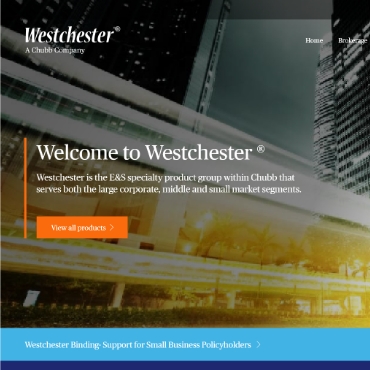 Westchester®
A Chubb Company
Home Brokerage
Welcome to Westchester ®
Westchester is the E&S specialty product group within Chubb that
serves both the large corporate, middle and small market segments.
View all products
Westchester Binding- Support for Small Business Policyholders